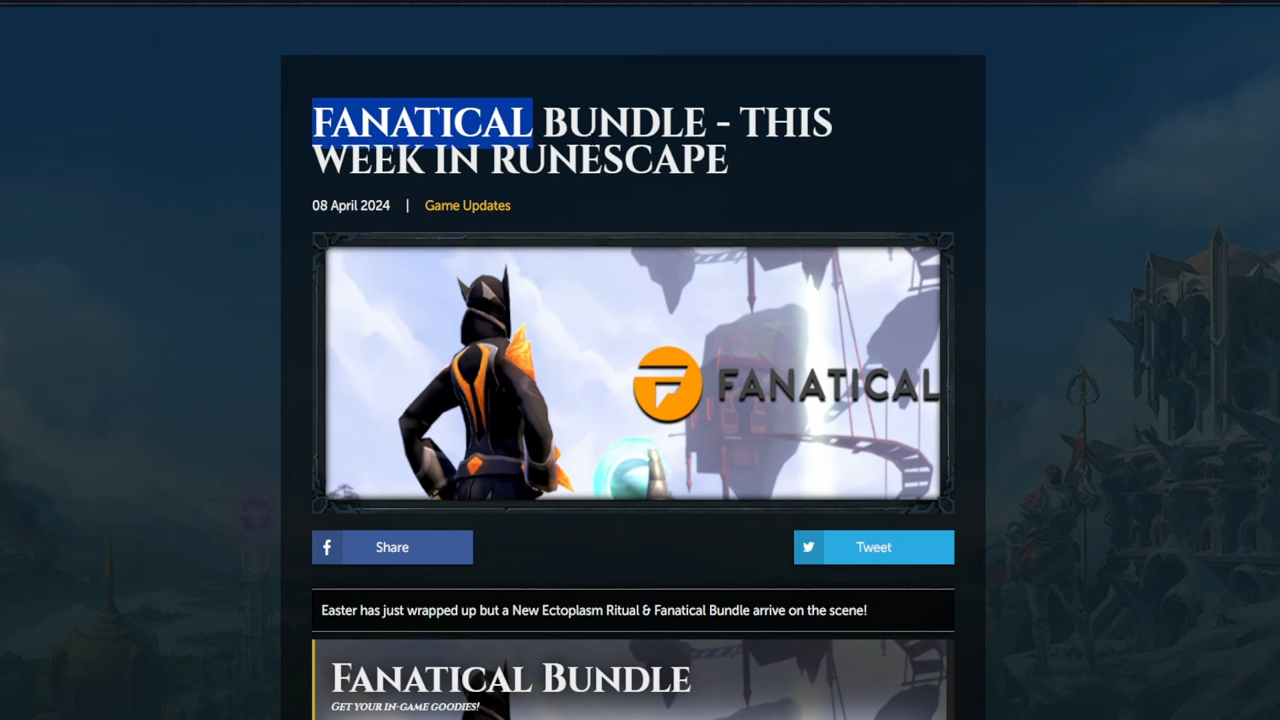 FANATICAL BUNDLE - THIS
WEEK IN RUNESCAPE
08 April 2024 | Game Updates
FANATICAL
Share
Tweet
Easter has just wrapped up but a New Ectoplasm Ritual & Fanatical Bundle arrive on the scene!
FANATICAL BUNDLE
GET YOUR IN-GAME GOODIES!